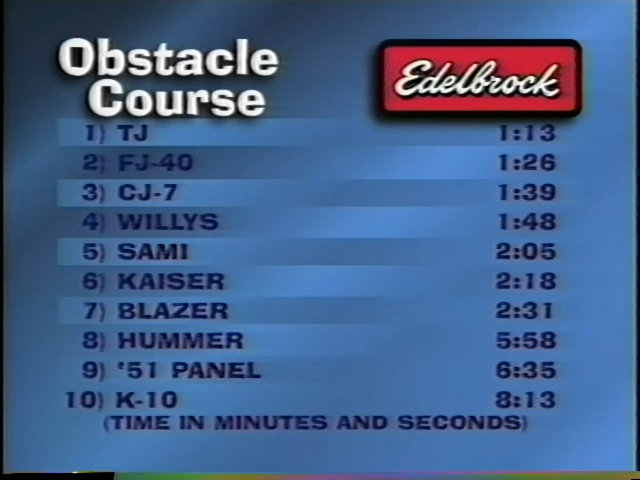 Obstacle
Course
Edelbrock
1) TJ 1:13
2) FJ-40 1:26
3) CJ-7 1:39
4) WILLYS 1:48
5) SAMI 2:05
6) KAISER 2:18
7) BLAZER 2:31
8) HUMMER 5:58
9) '51 PANEL 6:35
10) K-10 8:13
(TIME IN MINUTES AND SECONDS)